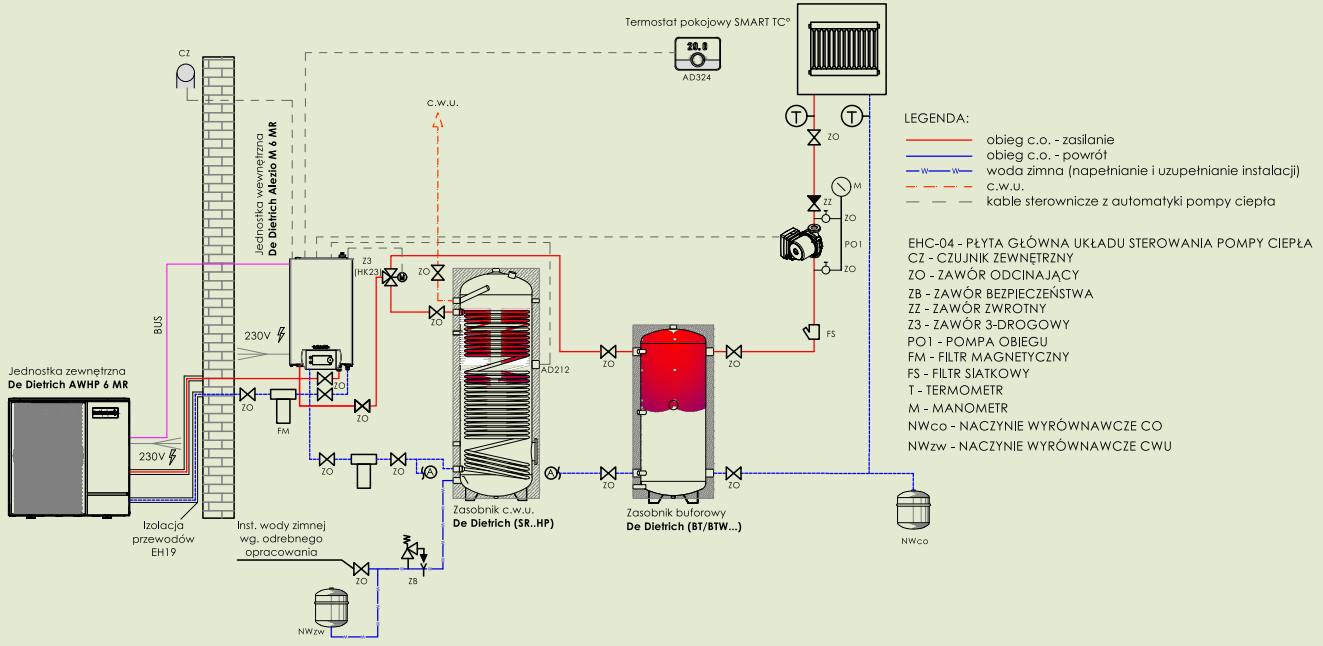 Termostat pokojowy SMART TC°
20.0
AD324
CZ
c.w.u.
Jednostka wewnętrzna
De Dietrich Alezio M 6 MR
T
T
ZO
M
ZZ
ZO
PO1
ZO
FS
LEGENDA:
obieg c.o. - zasilanie
obieg c.o. - powrót
w w woda zimna (napełnianie i uzupełnianie instalacji)
c.w.u.
kable sterownicze z automatyki pompy ciepła
EHC-04 - PŁYTA GŁÓWNA UKŁADU STEROWANIA POMPY CIEPŁA
CZ - CZUJNIK ZEWNĘTRZNY
ZO - ZAWÓR ODCINAJĄCY
ZB - ZAWÓR BEZPIECZEŃSTWA
ZZ - ZAWÓR ZWROTNY
Z3 - ZAWÓR 3-DROGOWY
PO1 - POMPA OBIEGU
FM - FILTR MAGNETYCZNY
FS - FILTR SIATKOWY
T - TERMOMETR
M - MANOMETR
NWco - NACZYNIE WYRÓWNAWCZE CO
NWzw - NACZYNIE WYRÓWNAWCZE CWU
Z3
(HK23)
M
ZO
ZO
BUS
230V
Jednostka zewnętrzna
De Dietrich AWHP 6 MR
230V
ZO
ZO
ZO
FM
AD212
ZO
ZO
ZO
ZO
A
A
ZO
ZO
Izolacja
przewodów
EH19
Inst. wody zimnej
wg. odrebnego
opracowania
Zasobnik c.w.u.
De Dietrich (SR..HP)
Zasobnik buforowy
De Dietrich (BT/BTW...)
NWco
ZO
ZB
NWzw